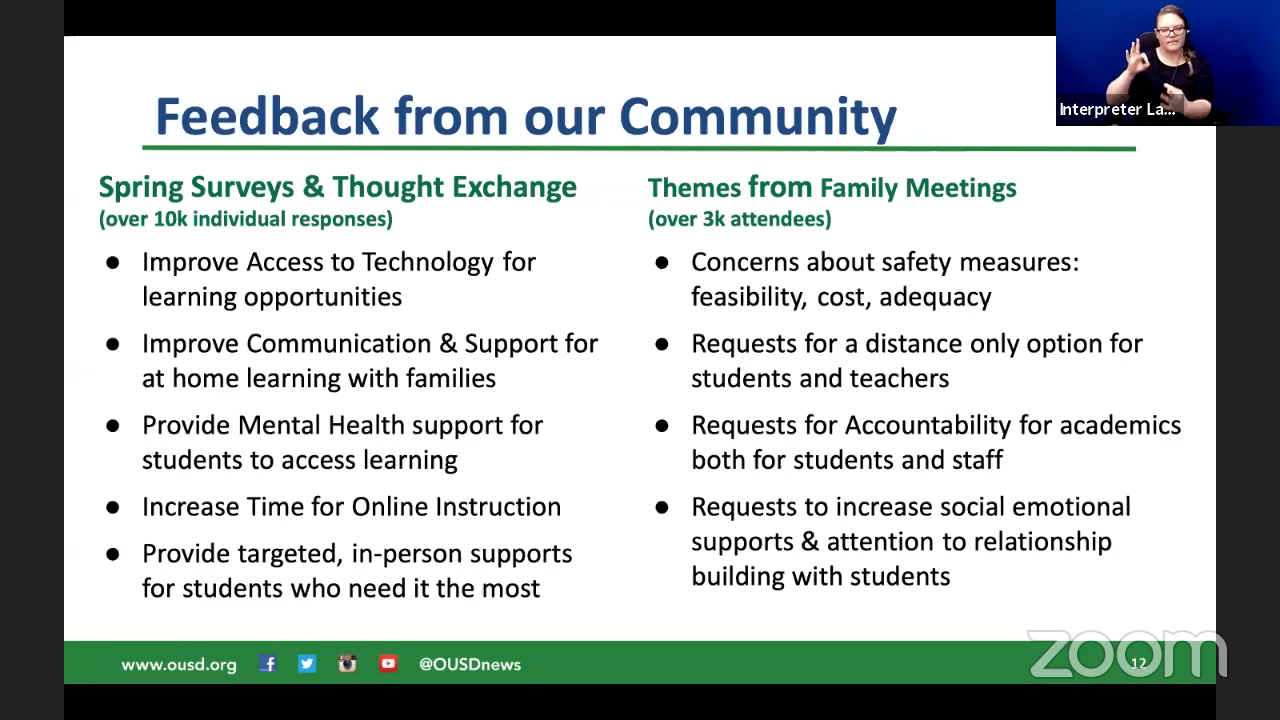 Feedback from our Community
Interpreter La...
Spring Surveys & Thought Exchange
(over 10k individual responses)
● Improve Access to Technology for
learning opportunities
● Improve Communication & Support for
at home learning with families
● Provide Mental Health support for
students to access learning
● Increase Time for Online Instruction
● Provide targeted, in-person supports
for students who need it the most
Themes from Family Meetings
(over 3k attendees)
● Concerns about safety measures:
feasibility, cost, adequacy
● Requests for a distance only option for
students and teachers
● Requests for Accountability for academics
both for students and staff
● Requests to increase social emotional
supports & attention to relationship
building with students
www.ousd.org @OUSDnews
zoom
12